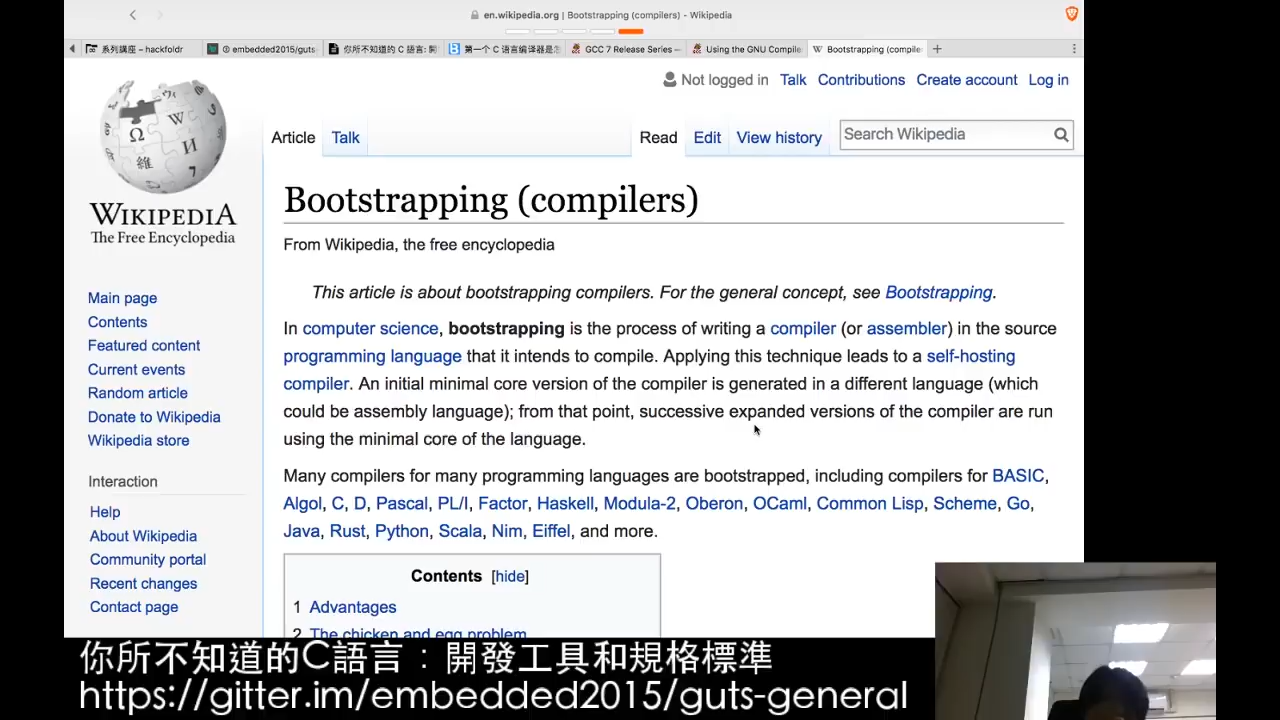 en.wikipedia.org | Bootstrapping (compilers) - Wikipedia
系列講座 – hackfoldr
embedded2015/guts-
你所不知道的 C 語言: 開
第一个 C 语言编译器是怎
GCC 7 Release Series —
Using the GNU Compile
Bootstrapping (compile
Not logged in Talk Contributions Create account Log in
Article Talk Read Edit View history Search Wikipedia
WIKIPEDIA
The Free Encyclopedia
Main page
Contents
Featured content
Current events
Random article
Donate to Wikipedia
Wikipedia store
Interaction
Help
About Wikipedia
Community portal
Recent changes
Contact page
Bootstrapping (compilers)
From Wikipedia, the free encyclopedia
This article is about bootstrapping compilers. For the general concept, see Bootstrapping.
In computer science, bootstrapping is the process of writing a compiler (or assembler) in the source
programming language that it intends to compile. Applying this technique leads to a self-hosting
compiler. An initial minimal core version of the compiler is generated in a different language (which
could be assembly language); from that point, successive expanded versions of the compiler are run
using the minimal core of the language.
Many compilers for many programming languages are bootstrapped, including compilers for BASIC,
Algol, C, D, Pascal, PL/I, Factor, Haskell, Modula-2, Oberon, OCaml, Common Lisp, Scheme, Go,
Java, Rust, Python, Scala, Nim, Eiffel, and more.
Contents [hide]
1 Advantages
2 The chicken and egg problem
你所不知道的C語言：開發工具和規格標準
https://gitter.im/embedded2015/guts-general